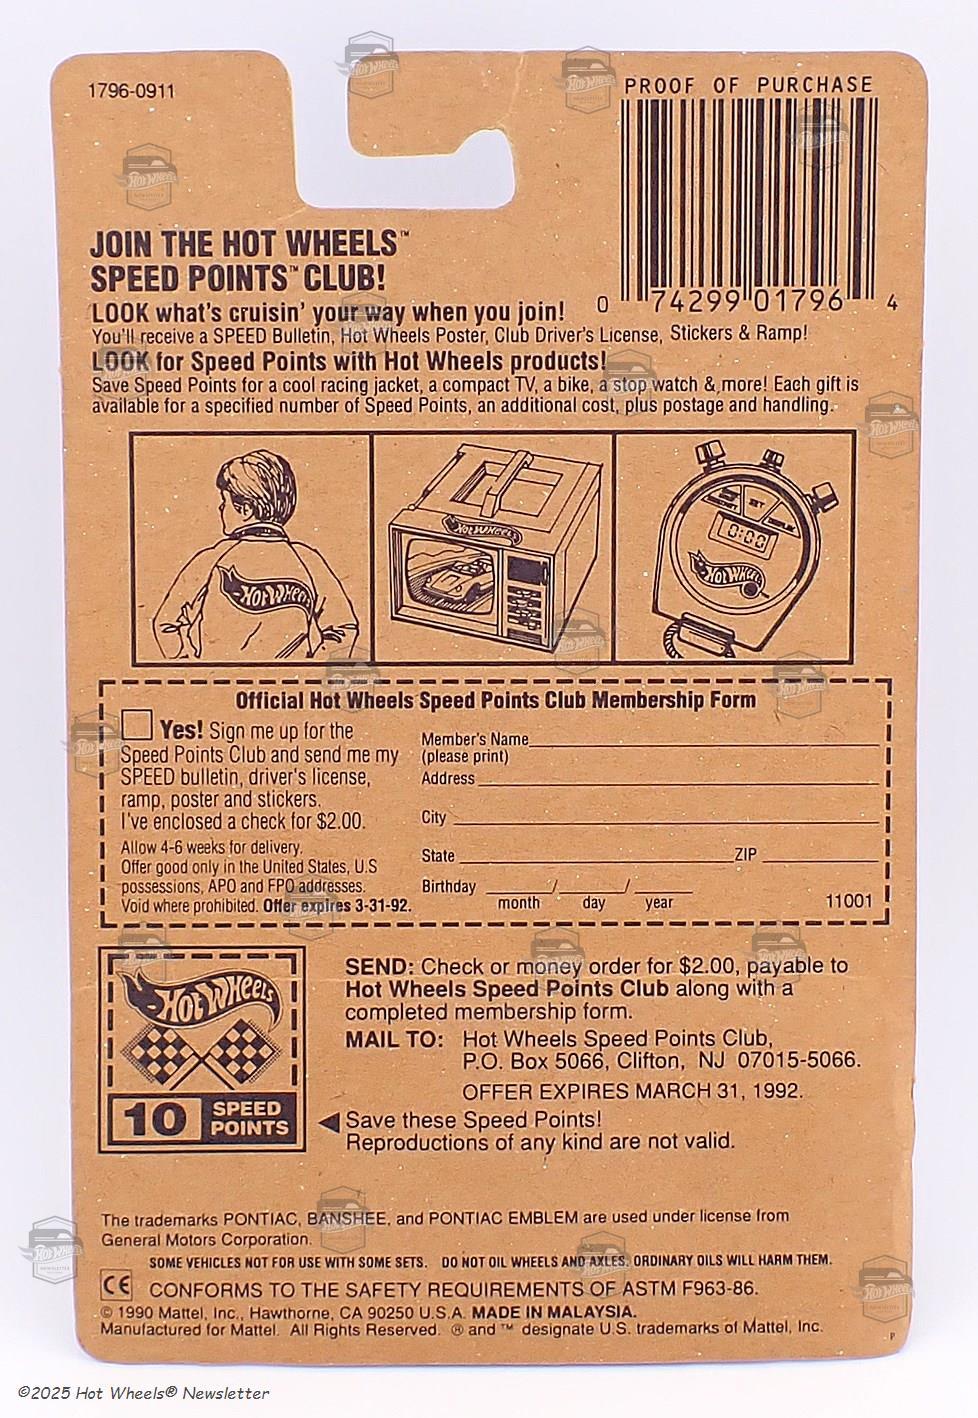 1796-0911
PROOF OF PURCHASE
0 74299 01796 4
JOIN THE HOT WHEELS™
SPEED POINTS™ CLUB!
LOOK what's cruisin' your way when you join!
You'll receive a SPEED Bulletin, Hot Wheels Poster, Club Driver's License, Stickers & Ramp!
LOOK for Speed Points with Hot Wheels products!
Save Speed Points for a cool racing jacket, a compact TV, a bike, a stop watch & more! Each gift is
available for a specified number of Speed Points, an additional cost, plus postage and handling.
HOT WHEELS
HOT WHEELS
SET
0:00
HOT WHEELS
Official Hot Wheels Speed Points Club Membership Form
Yes! Sign me up for the
Speed Points Club and send me my
SPEED bulletin, driver's license,
ramp, poster and stickers.
I've enclosed a check for $2.00.
Allow 4-6 weeks for delivery.
Offer good only in the United States, U.S
possessions, APO and FPO addresses.
Void where prohibited. Offer expires 3-31-92.
Member's Name
(please print)
Address
City
State ZIP
Birthday / /
month day year
11001
HOT WHEELS
10 SPEED
POINTS
SEND: Check or money order for $2.00, payable to
Hot Wheels Speed Points Club along with a
completed membership form.
MAIL TO: Hot Wheels Speed Points Club,
P.O. Box 5066, Clifton, NJ 07015-5066.
OFFER EXPIRES MARCH 31, 1992.
◀ Save these Speed Points!
Reproductions of any kind are not valid.
The trademarks PONTIAC, BANSHEE, and PONTIAC EMBLEM are used under license from
General Motors Corporation.
SOME VEHICLES NOT FOR USE WITH SOME SETS. DO NOT OIL WHEELS AND AXLES. ORDINARY OILS WILL HARM THEM.
CE CONFORMS TO THE SAFETY REQUIREMENTS OF ASTM F963-86.
© 1990 Mattel, Inc., Hawthorne, CA 90250 U.S.A. MADE IN MALAYSIA.
Manufactured for Mattel. All Rights Reserved. ® and ™ designate U.S. trademarks of Mattel, Inc.
P
©2025 Hot Wheels® Newsletter